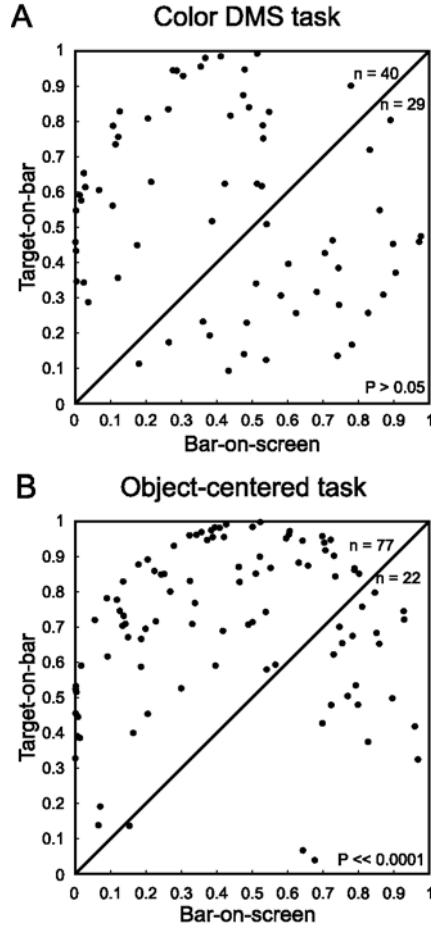 A
Color DMS task
1
0.9
0.8
0.7
0.6
0.5
0.4
0.3
0.2
0.1
0
Target-on-bar
n = 40
n = 29
P > 0.05
0 0.1 0.2 0.3 0.4 0.5 0.6 0.7 0.8 0.9 1
Bar-on-screen
B
Object-centered task
1
0.9
0.8
0.7
0.6
0.5
0.4
0.3
0.2
0.1
0
Target-on-bar
n = 77
n = 22
P << 0.0001
0 0.1 0.2 0.3 0.4 0.5 0.6 0.7 0.8 0.9 1
Bar-on-screen